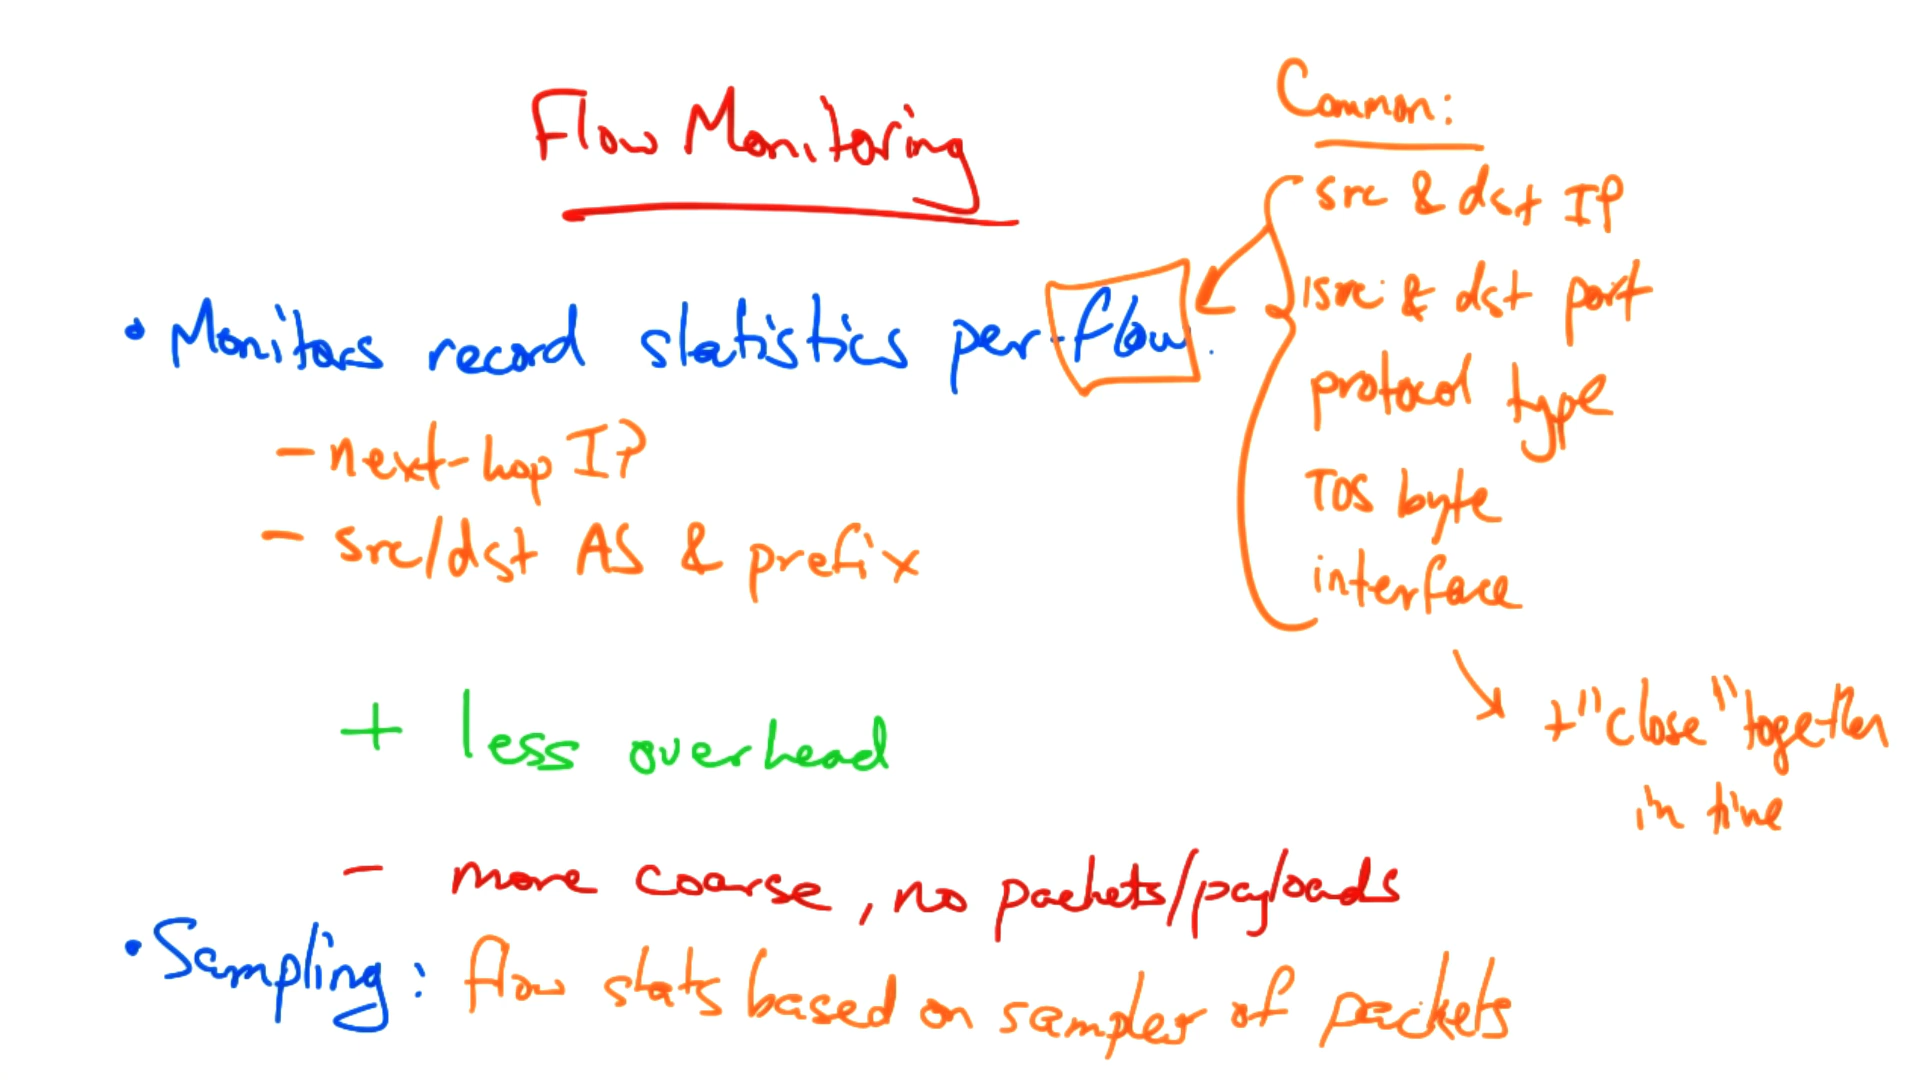 Flow Monitoring
• Monitors record statistics per-flow.
- next-hop IP
- src/dst AS & prefix
+ less overhead
- more coarse, no packets/payloads
• Sampling: flow stats based on samples of packets
Common:
src & dst IP
src & dst port
protocol type
TOS byte
interface
+ "close" together
in time